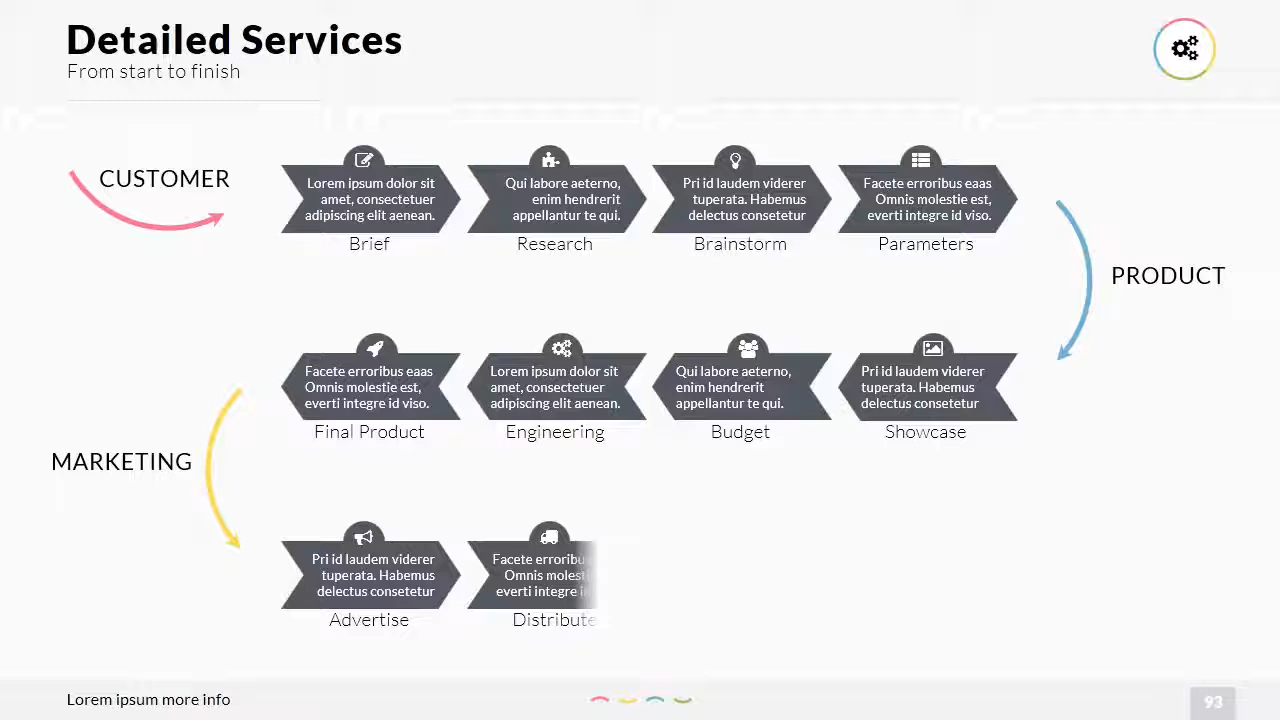 Detailed Services
From start to finish
CUSTOMER
Lorem ipsum dolor sit
amet, consectetuer
adipiscing elit aenean.
Brief
Qui labore aeterno,
enim hendrerit
appellantur te qui.
Research
Pri id laudem viderer
tuperata. Habemus
delectus consetetur
Brainstorm
Facete erroribus eaas
Omnis molestie est,
everti integre id viso.
Parameters
PRODUCT
Facete erroribus eaas
Omnis molestie est,
everti integre id viso.
Final Product
Lorem ipsum dolor sit
amet, consectetuer
adipiscing elit aenean.
Engineering
Qui labore aeterno,
enim hendrerit
appellantur te qui.
Budget
Pri id laudem viderer
tuperata. Habemus
delectus consetetur
Showcase
MARKETING
Pri id laudem viderer
tuperata. Habemus
delectus consetetur
Advertise
Facete
Omnis
everti integre
Distribute
Lorem ipsum more info
93